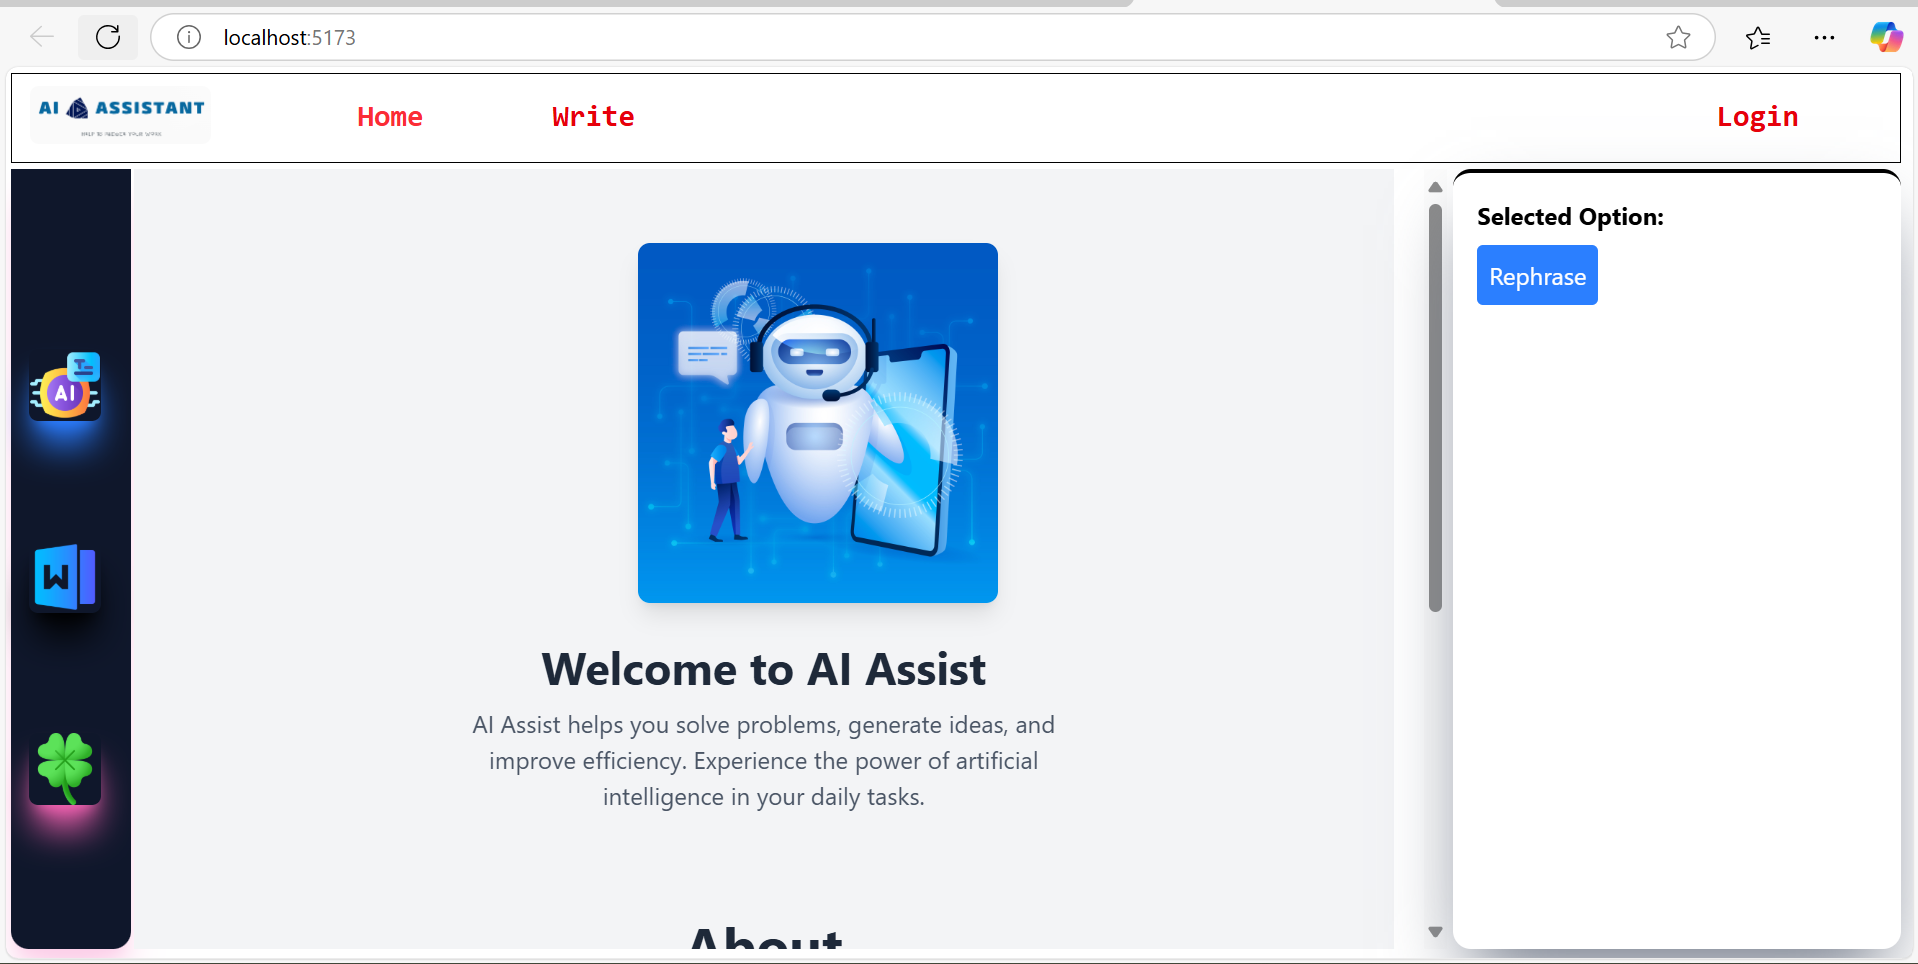 localhost:5173
AI ASSISTANT
Home
Write
Login
Selected Option:
Rephrase
AI
W
Welcome to AI Assist
AI Assist helps you solve problems, generate ideas, and
improve efficiency. Experience the power of artificial
intelligence in your daily tasks.
About